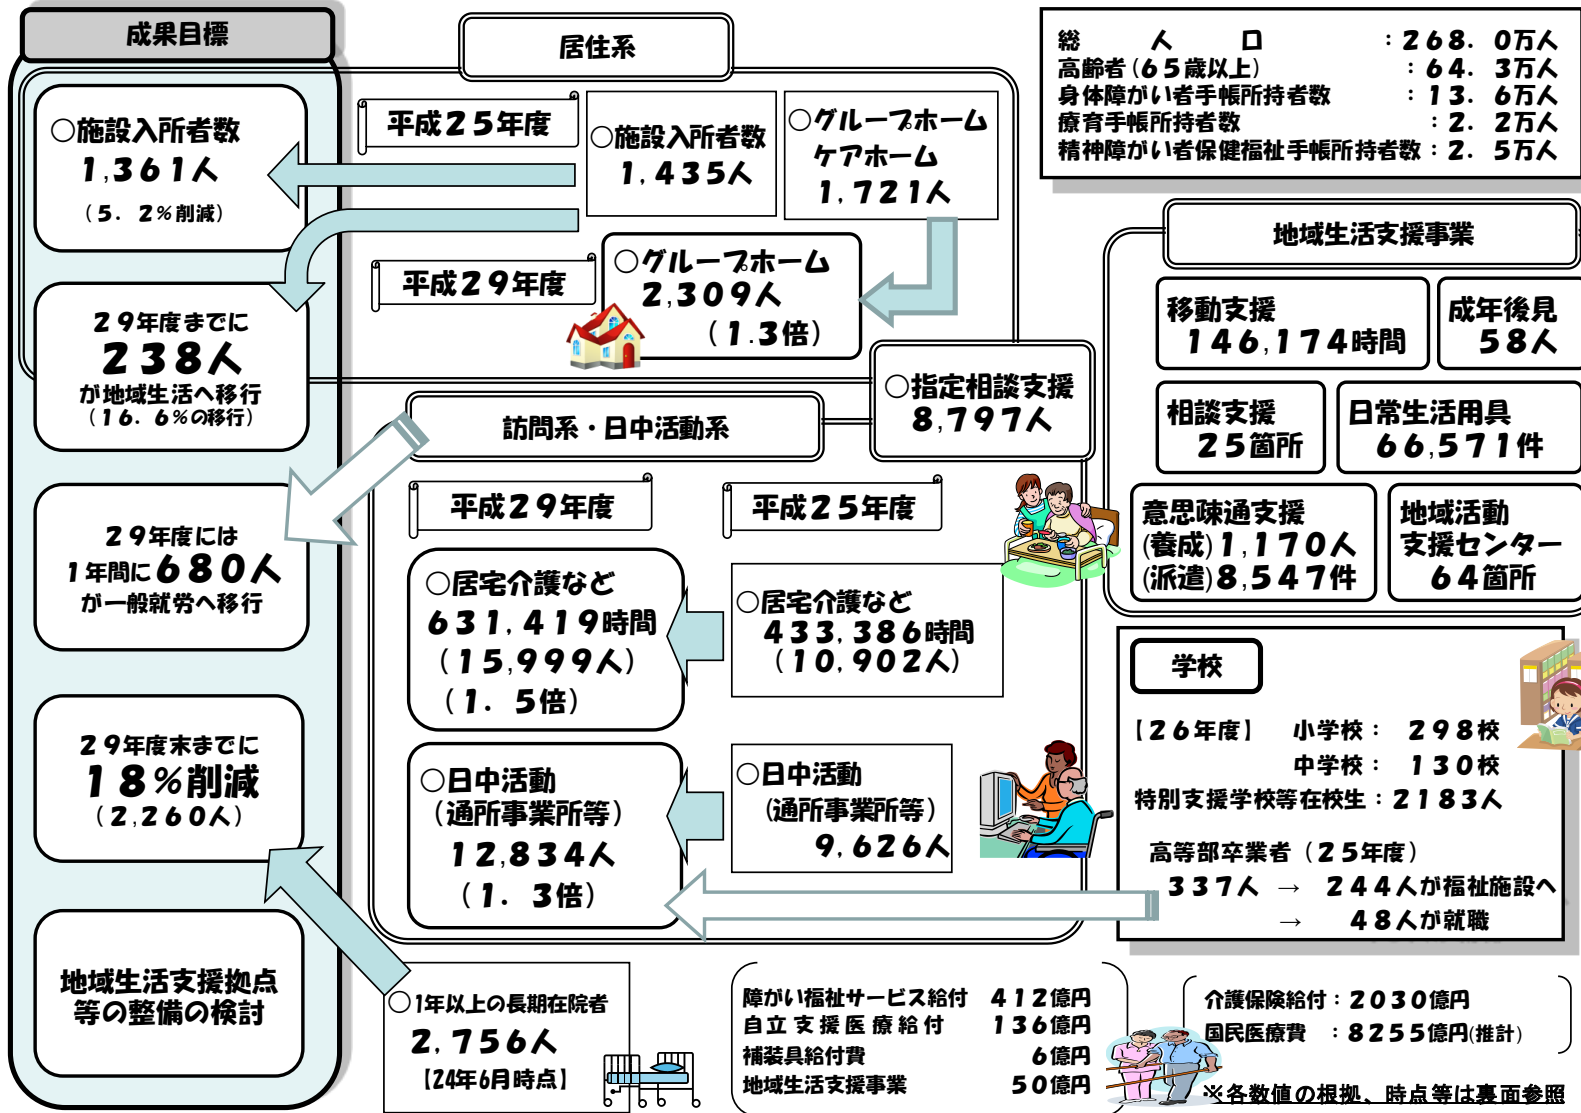 成果目標
○施設入所者数
1,361人
(5．2％削減)
29年度までに
238人
が地域生活へ移行
(16．6％の移行)
29年度には
1年間に680人
が一般就労へ移行
29年度末までに
18％削減
(2,260人)
地域生活支援拠点
等の整備の検討
居住系
平成25年度
○施設入所者数
1,435人
○グループホーム
ケアホーム
1,721人
平成29年度
○グループホーム
2,309人
(1.3倍)
○指定相談支援
8,797人
訪問系・日中活動系
平成29年度
平成25年度
○居宅介護など
631,419時間
(15,999人)
(1．5倍)
○居宅介護など
433,386時間
(10,902人)
○日中活動
(通所事業所等)
12,834人
(1．3倍)
○日中活動
(通所事業所等)
9,626人
○1年以上の長期在院者
2,756人
【24年6月時点】
総人口：268．0万人
高齢者(65歳以上)：64．3万人
身体障がい者手帳所持者数：13．6万人
療育手帳所持者数：2．2万人
精神障がい者保健福祉手帳所持者数：2．5万人
地域生活支援事業
移動支援
146,174時間
成年後見
58人
相談支援
25箇所
日常生活用具
66,571件
意思疎通支援
(養成)1,170人
(派遣)8,547件
地域活動
支援センター
64箇所
学校
【26年度】 小学校： 298校
中学校： 130校
特別支援学校等在校生：2183人
高等部卒業者（25年度）
337人 → 244人が福祉施設へ
→ 48人が就職
障がい福祉サービス給付 412億円
自立支援医療給付 136億円
補装具給付費 6億円
地域生活支援事業 50億円
介護保険給付：2030億円
国民医療費 ：8255億円(推計)
※各数値の根拠、時点等は裏面参照